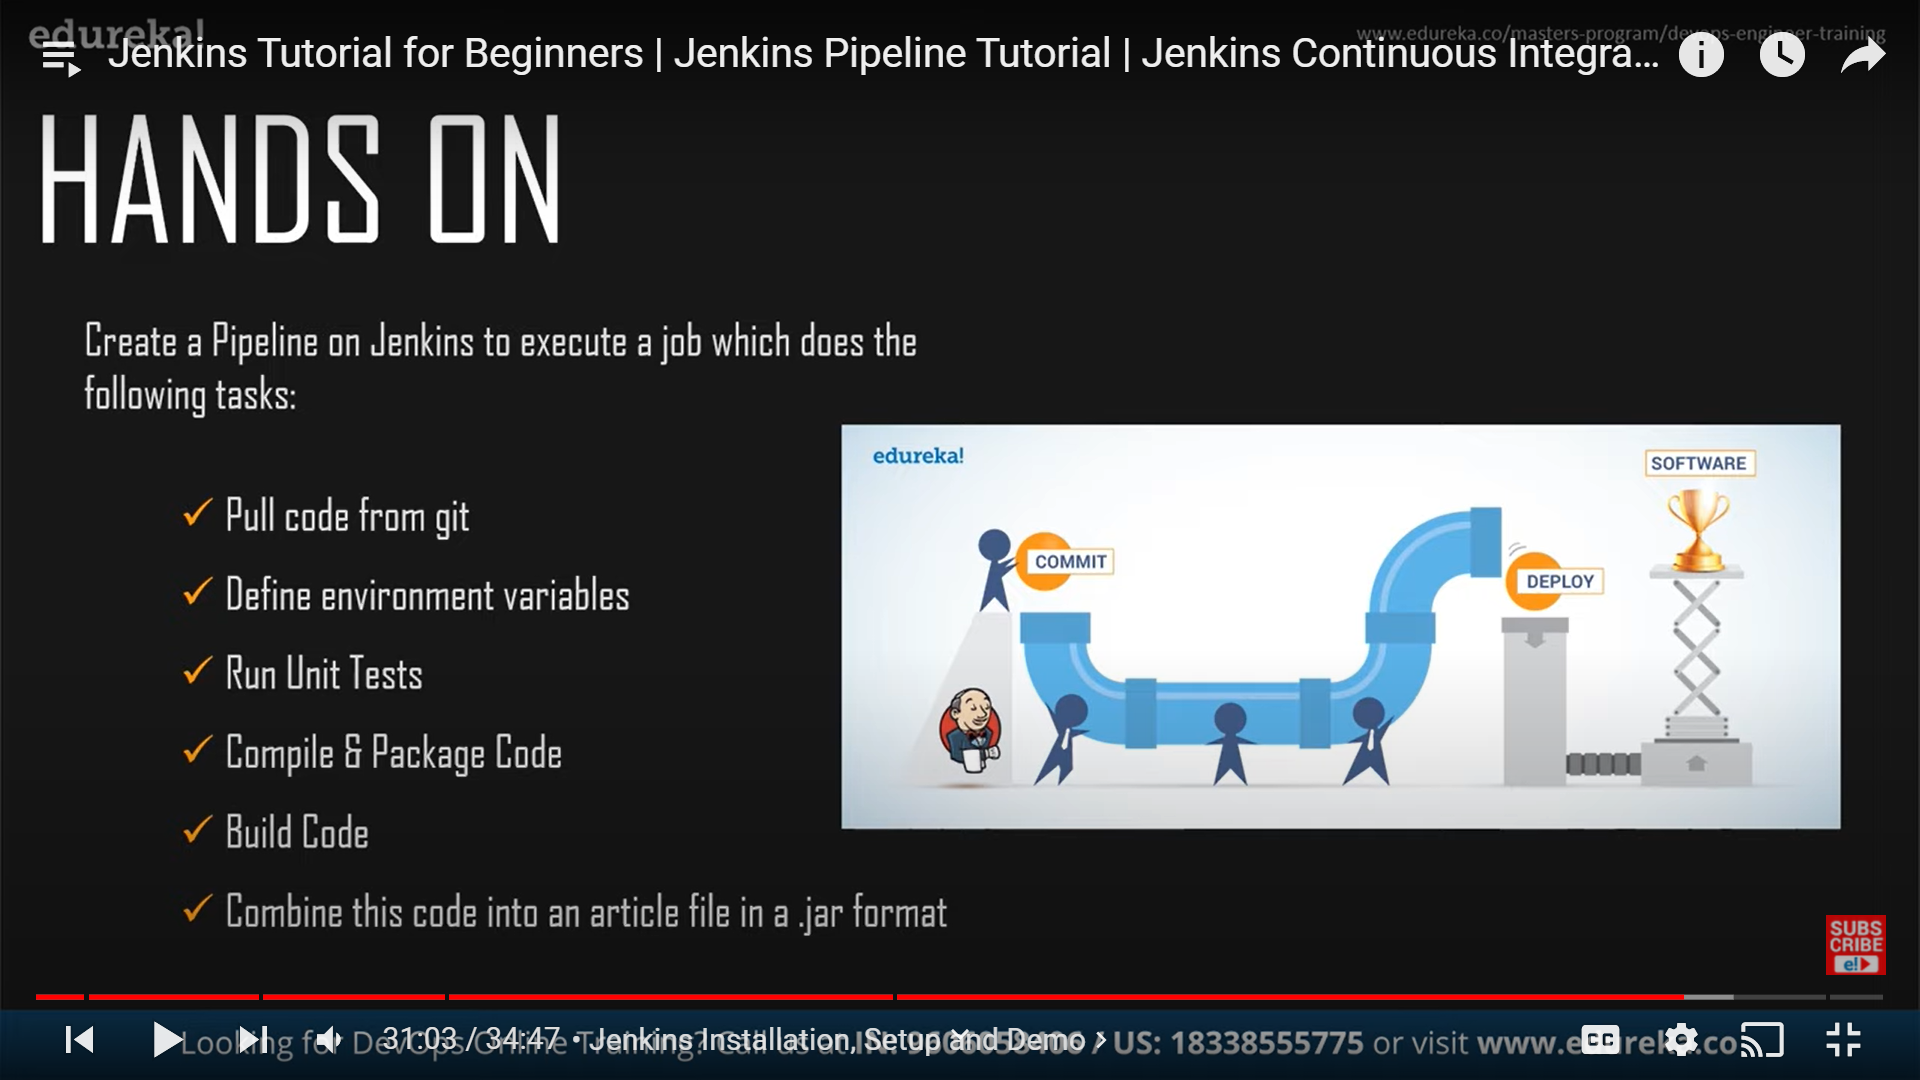 edureka!
www.edureka.co/masters-program/devops-engineer-training
Jenkins Tutorial for Beginners | Jenkins Pipeline Tutorial | Jenkins Continuous Integra...
HANDS ON
Create a Pipeline on Jenkins to execute a job which does the
following tasks:
✓ Pull code from git
✓ Define environment variables
✓ Run Unit Tests
✓ Compile & Package Code
✓ Build Code
✓ Combine this code into an article file in a .jar format
edureka!
SOFTWARE
COMMIT
DEPLOY
SUBS
CRIBE
e!
31:03 / 34:47 • Jenkins Installation, Setup and Demo
Looking for DevOps Online Training? Call us at IN: / US: 18338555775 or visit www.edureka.co
CC